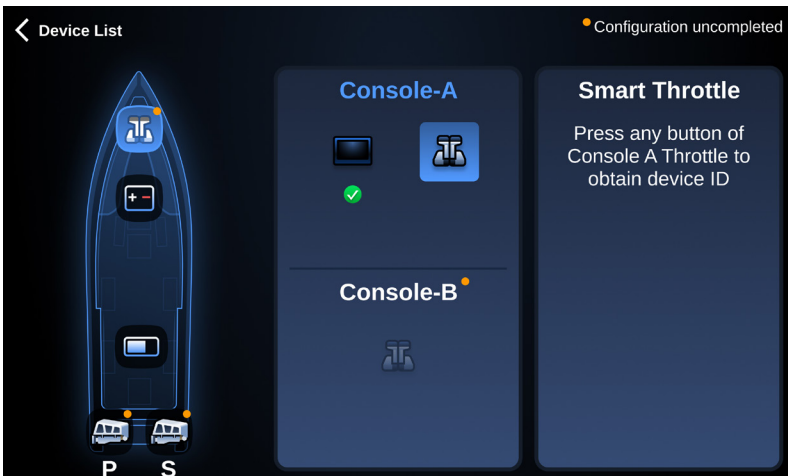 Device List
Configuration uncompleted
Console-A
Smart Throttle
Press any button of
Console A Throttle to
obtain device ID
Console-B
P
S